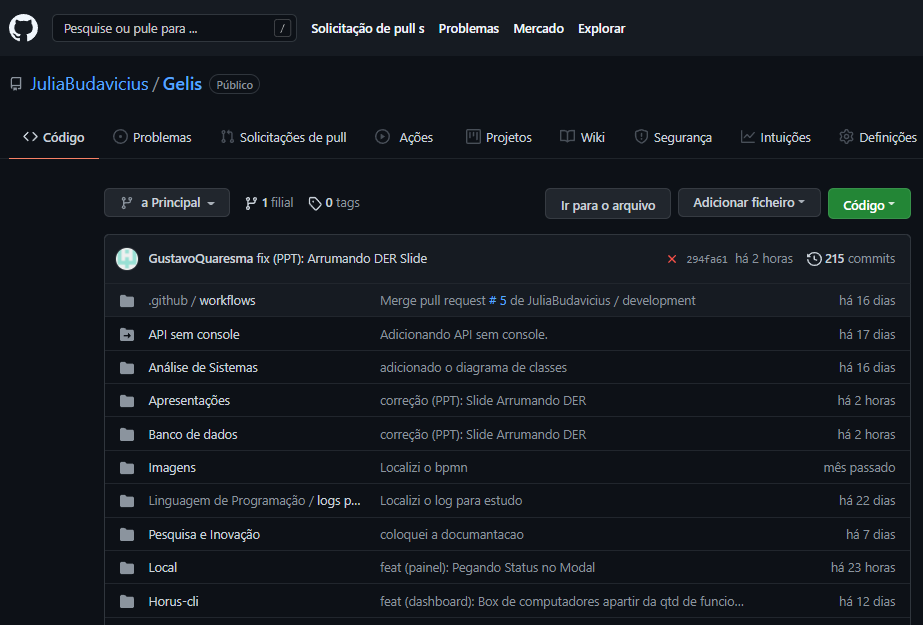 Pesquise ou pule para ... /
Solicitação de pull s Problemas Mercado Explorar
JuliaBudavicius / Gelis Público
<> Código Problemas Solicitações de pull Ações Projetos Wiki Segurança Intuições Definições
a Principal 1 filial 0 tags Ir para o arquivo Adicionar ficheiro Código
GustavoQuaresma fix (PPT): Arrumando DER Slide 294fa61 há 2 horas 215 commits
.github / workflows Merge pull request # 5 de JuliaBudavicius / development há 16 dias
API sem console Adicionando API sem console. há 17 dias
Análise de Sistemas adicionado o diagrama de classes há 16 dias
Apresentações correção (PPT): Slide Arrumando DER há 2 horas
Banco de dados correção (PPT): Slide Arrumando DER há 2 horas
Imagens Localizi o bpmn mês passado
Linguagem de Programação / logs p... Localizi o log para estudo há 22 dias
Pesquisa e Inovação coloquei a documantacao há 7 dias
Local feat (painel): Pegando Status no Modal há 23 horas
Horus-cli feat (dashboard): Box de computadores apartir da qtd de funcio... há 12 dias